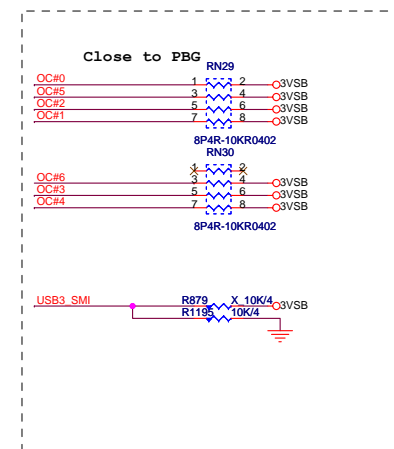 Close to PBG
RN29
OC#0 1 2 3VSB
OC#5 3 4 3VSB
OC#2 5 6 3VSB
OC#1 7 8 3VSB
8P4R-10KR0402
RN30
1 2
OC#6 3 4 3VSB
OC#3 5 6 3VSB
OC#4 7 8 3VSB
8P4R-10KR0402
USB3_SMI R879 X_10K/4 3VSB
R1195 10K/4